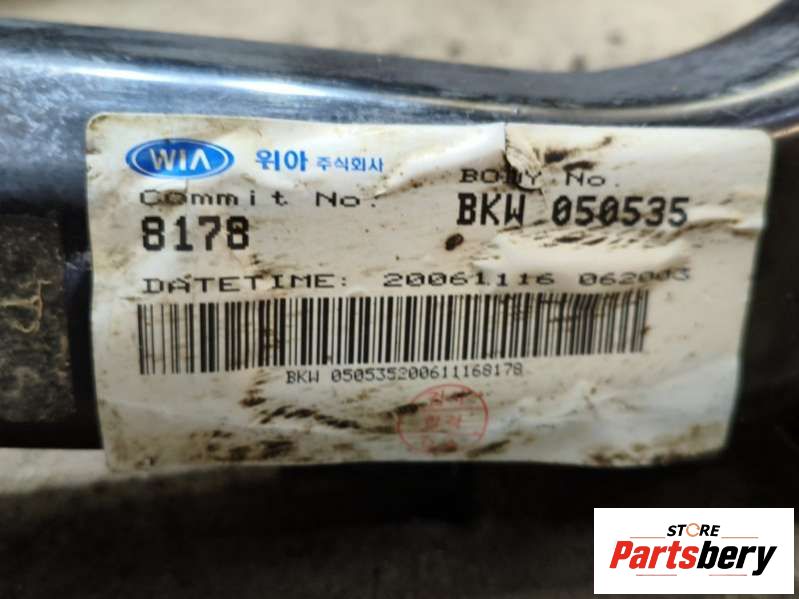 WIA 위아 주식회사
Commit No. BODY No.
8178 BKW 050535
DATETIME: 20061116 062003
BKW 050535200611168178
STORE
Partsbery